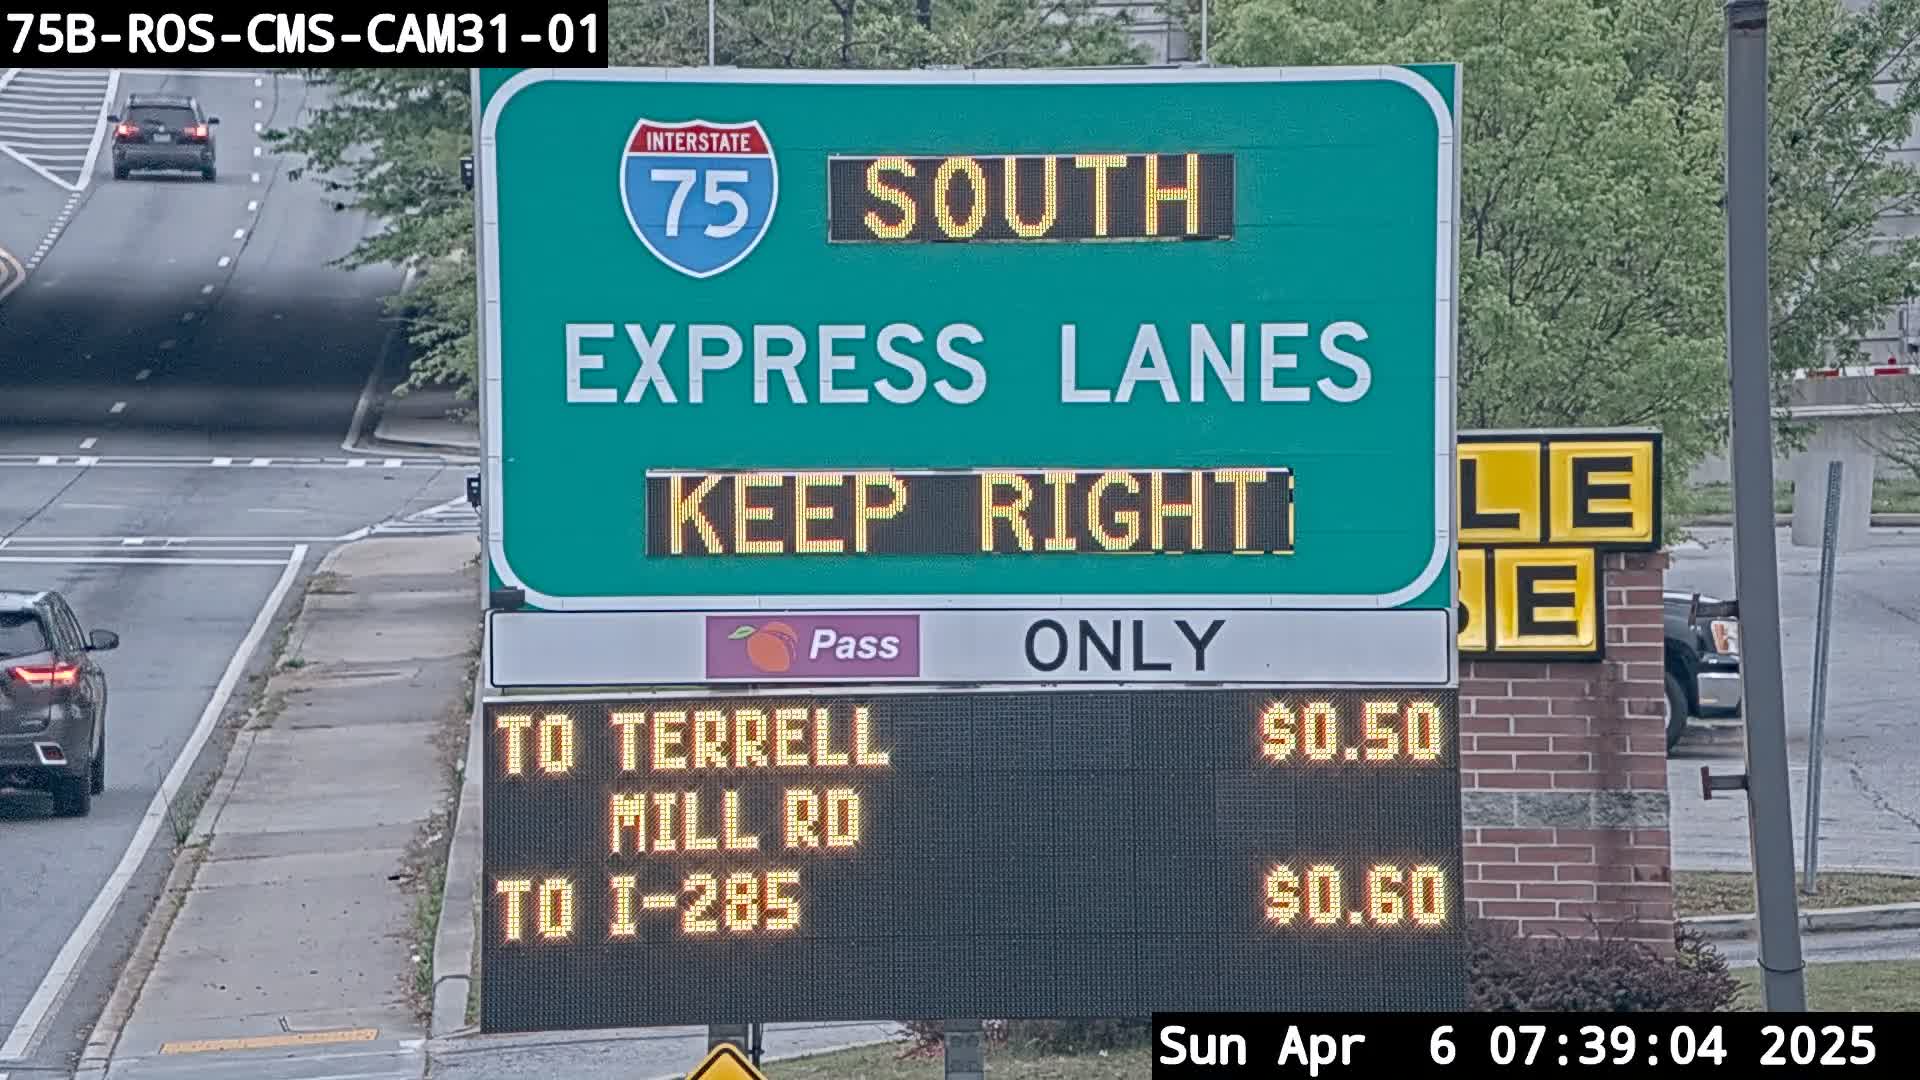 75B-ROS-CMS-CAM31-01
INTERSTATE
75
SOUTH
EXPRESS LANES
KEEP RIGHT
Pass ONLY
TO TERRELL $0.50
MILL RD
TO I-285 $0.60
LE
E
Sun Apr 6 07:39:04 2025